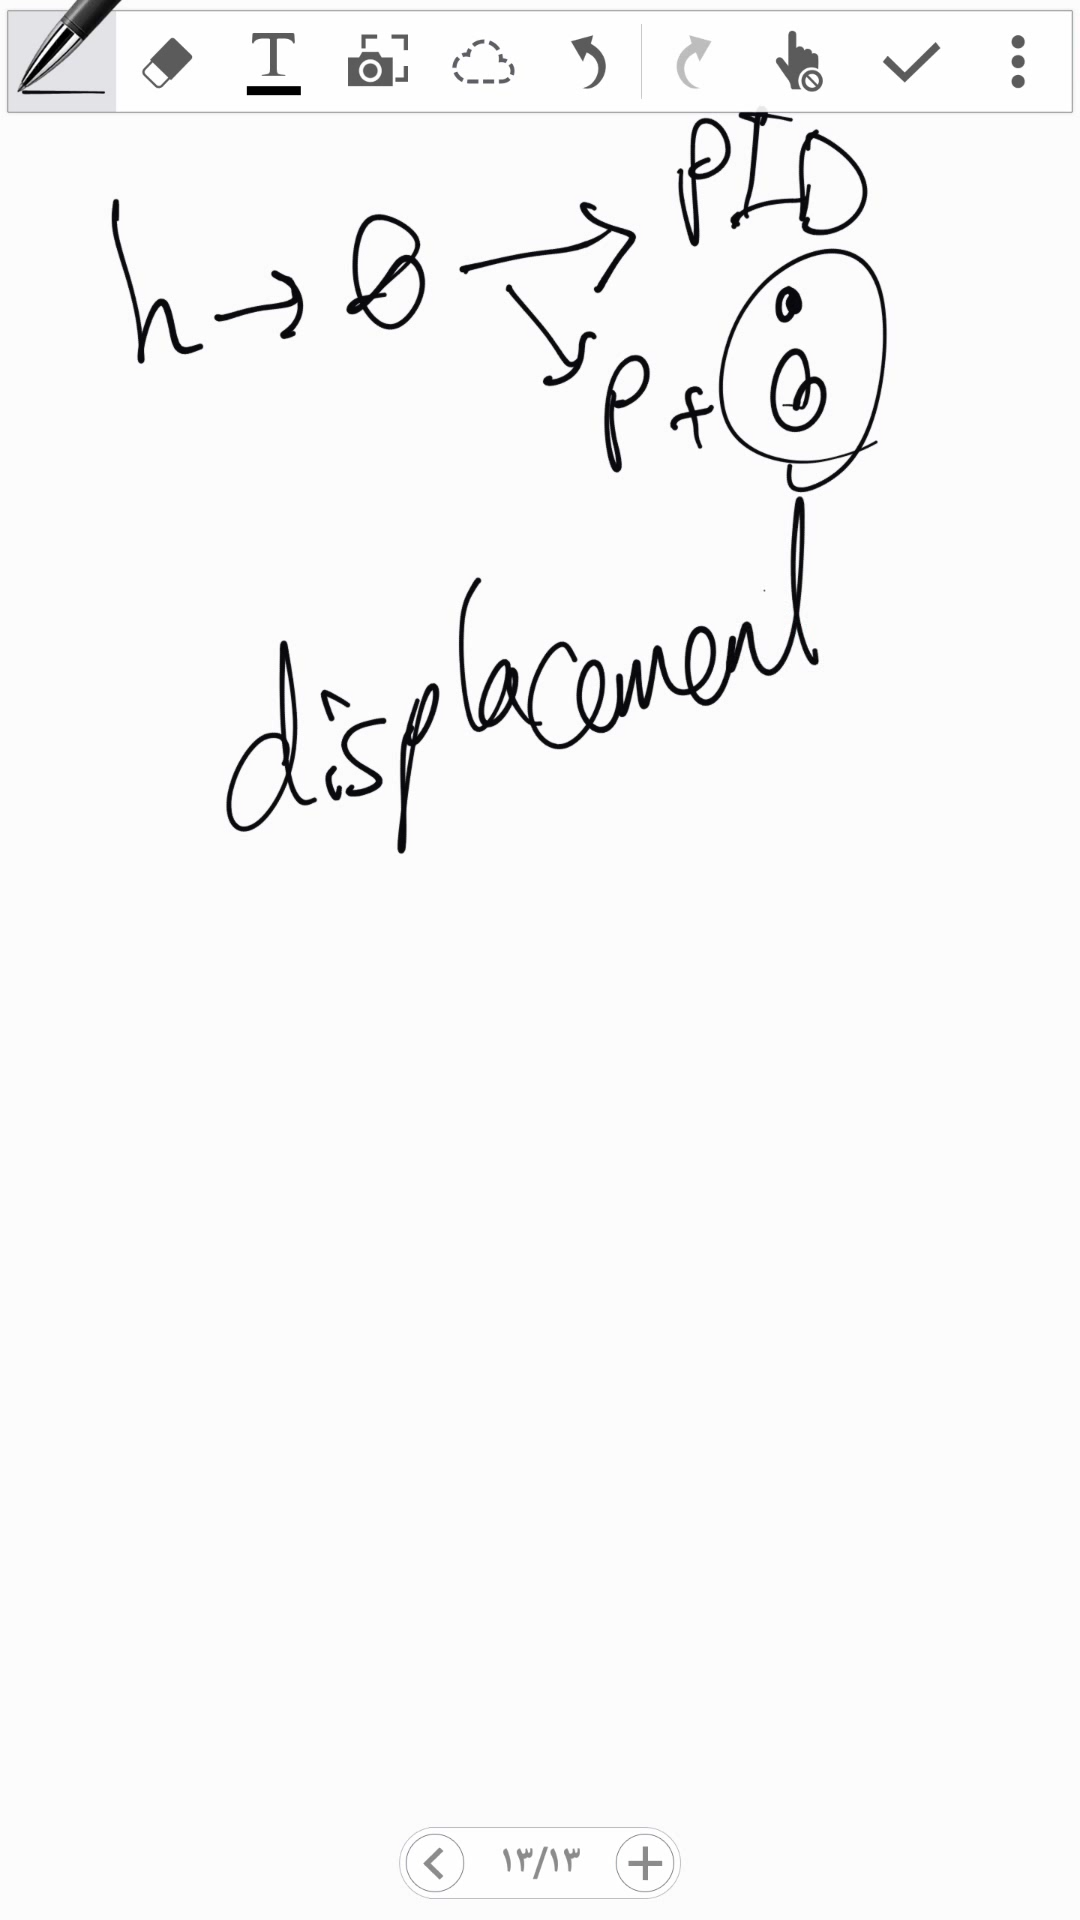 T
PID
h → θ
P + θ̇
displacement
١٣/١٣